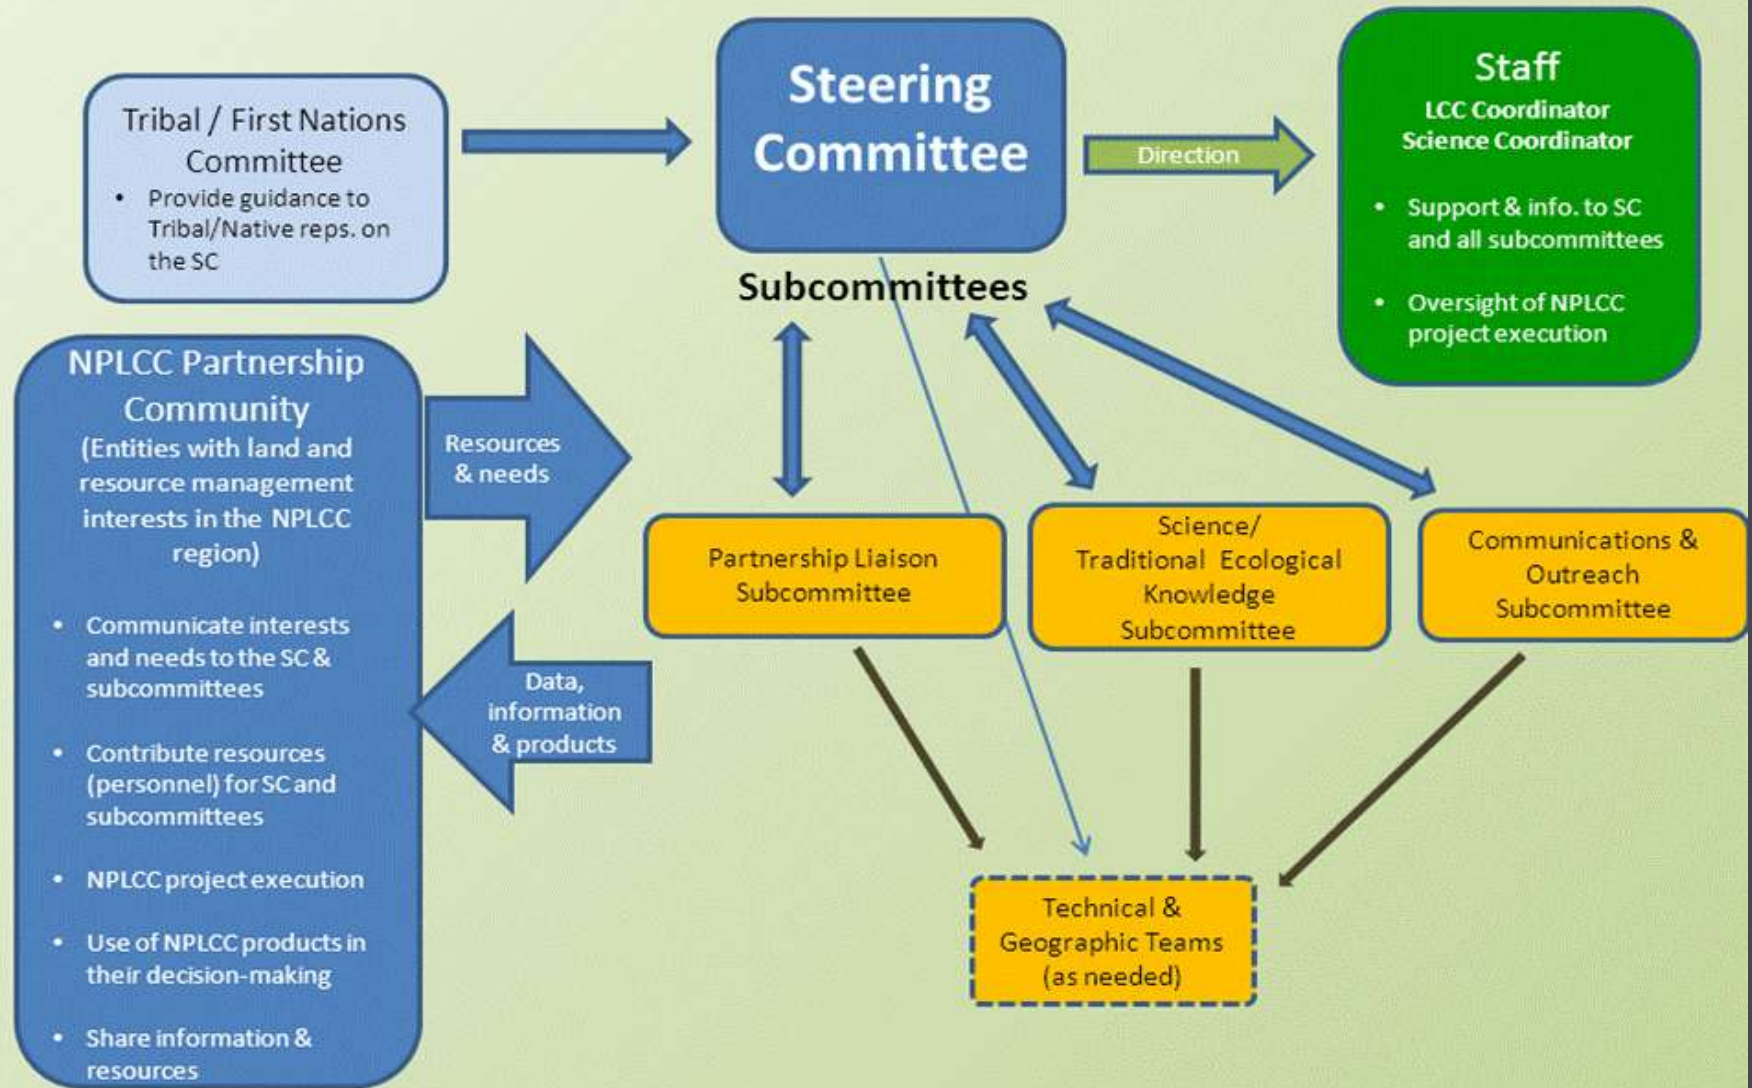 Steering
Committee
Staff
LCC Coordinator
Science Coordinator
• Support & info. to SC
and all subcommittees
• Oversight of NPLCC
project execution
Tribal / First Nations
Committee
• Provide guidance to
Tribal/Native reps. on
the SC
Direction
Subcommittees
NPLCC Partnership
Community
(Entities with land and
resource management
interests in the NPLCC
region)
• Communicate interests
and needs to the SC &
subcommittees
• Contribute resources
(personnel) for SC and
subcommittees
• NPLCC project execution
• Use of NPLCC products in
their decision-making
• Share information &
resources
Resources
& needs
Data,
information
& products
Partnership Liaison
Subcommittee
Science/
Traditional Ecological
Knowledge
Subcommittee
Communications &
Outreach
Subcommittee
Technical &
Geographic Teams
(as needed)